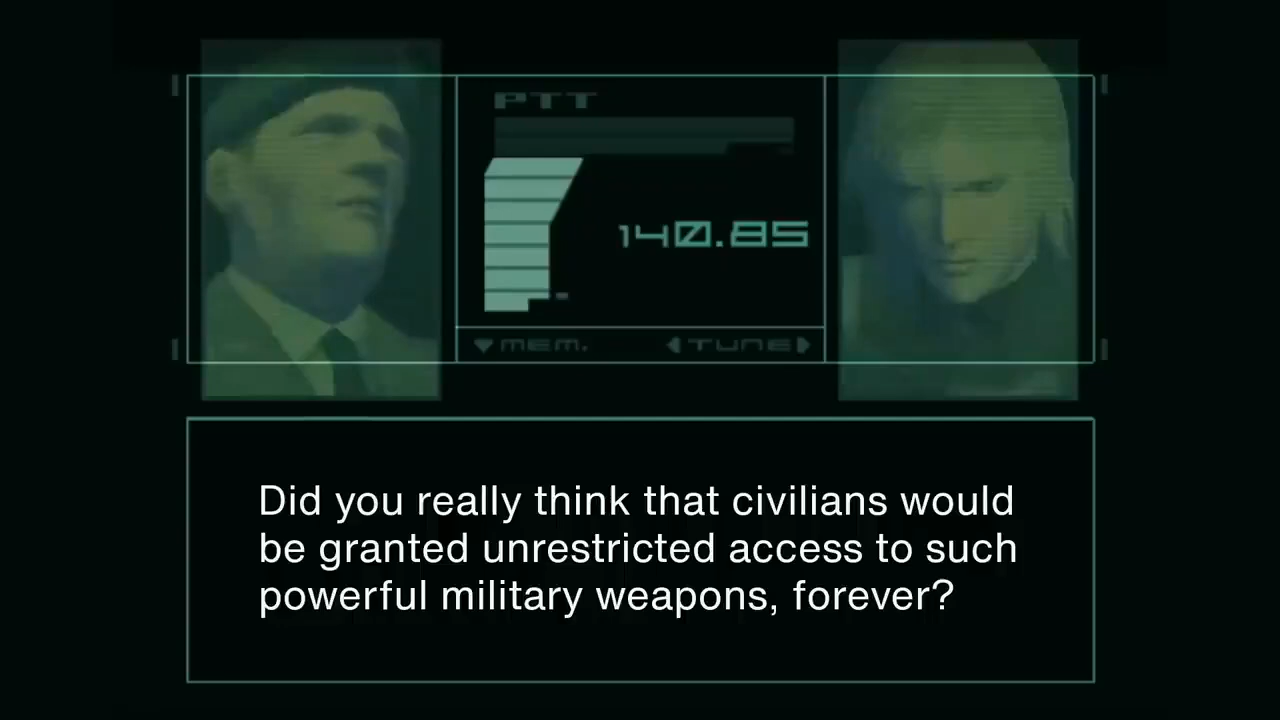 PTT
140.85
MEM.
TUNE
Did you really think that civilians would
be granted unrestricted access to such
powerful military weapons, forever?